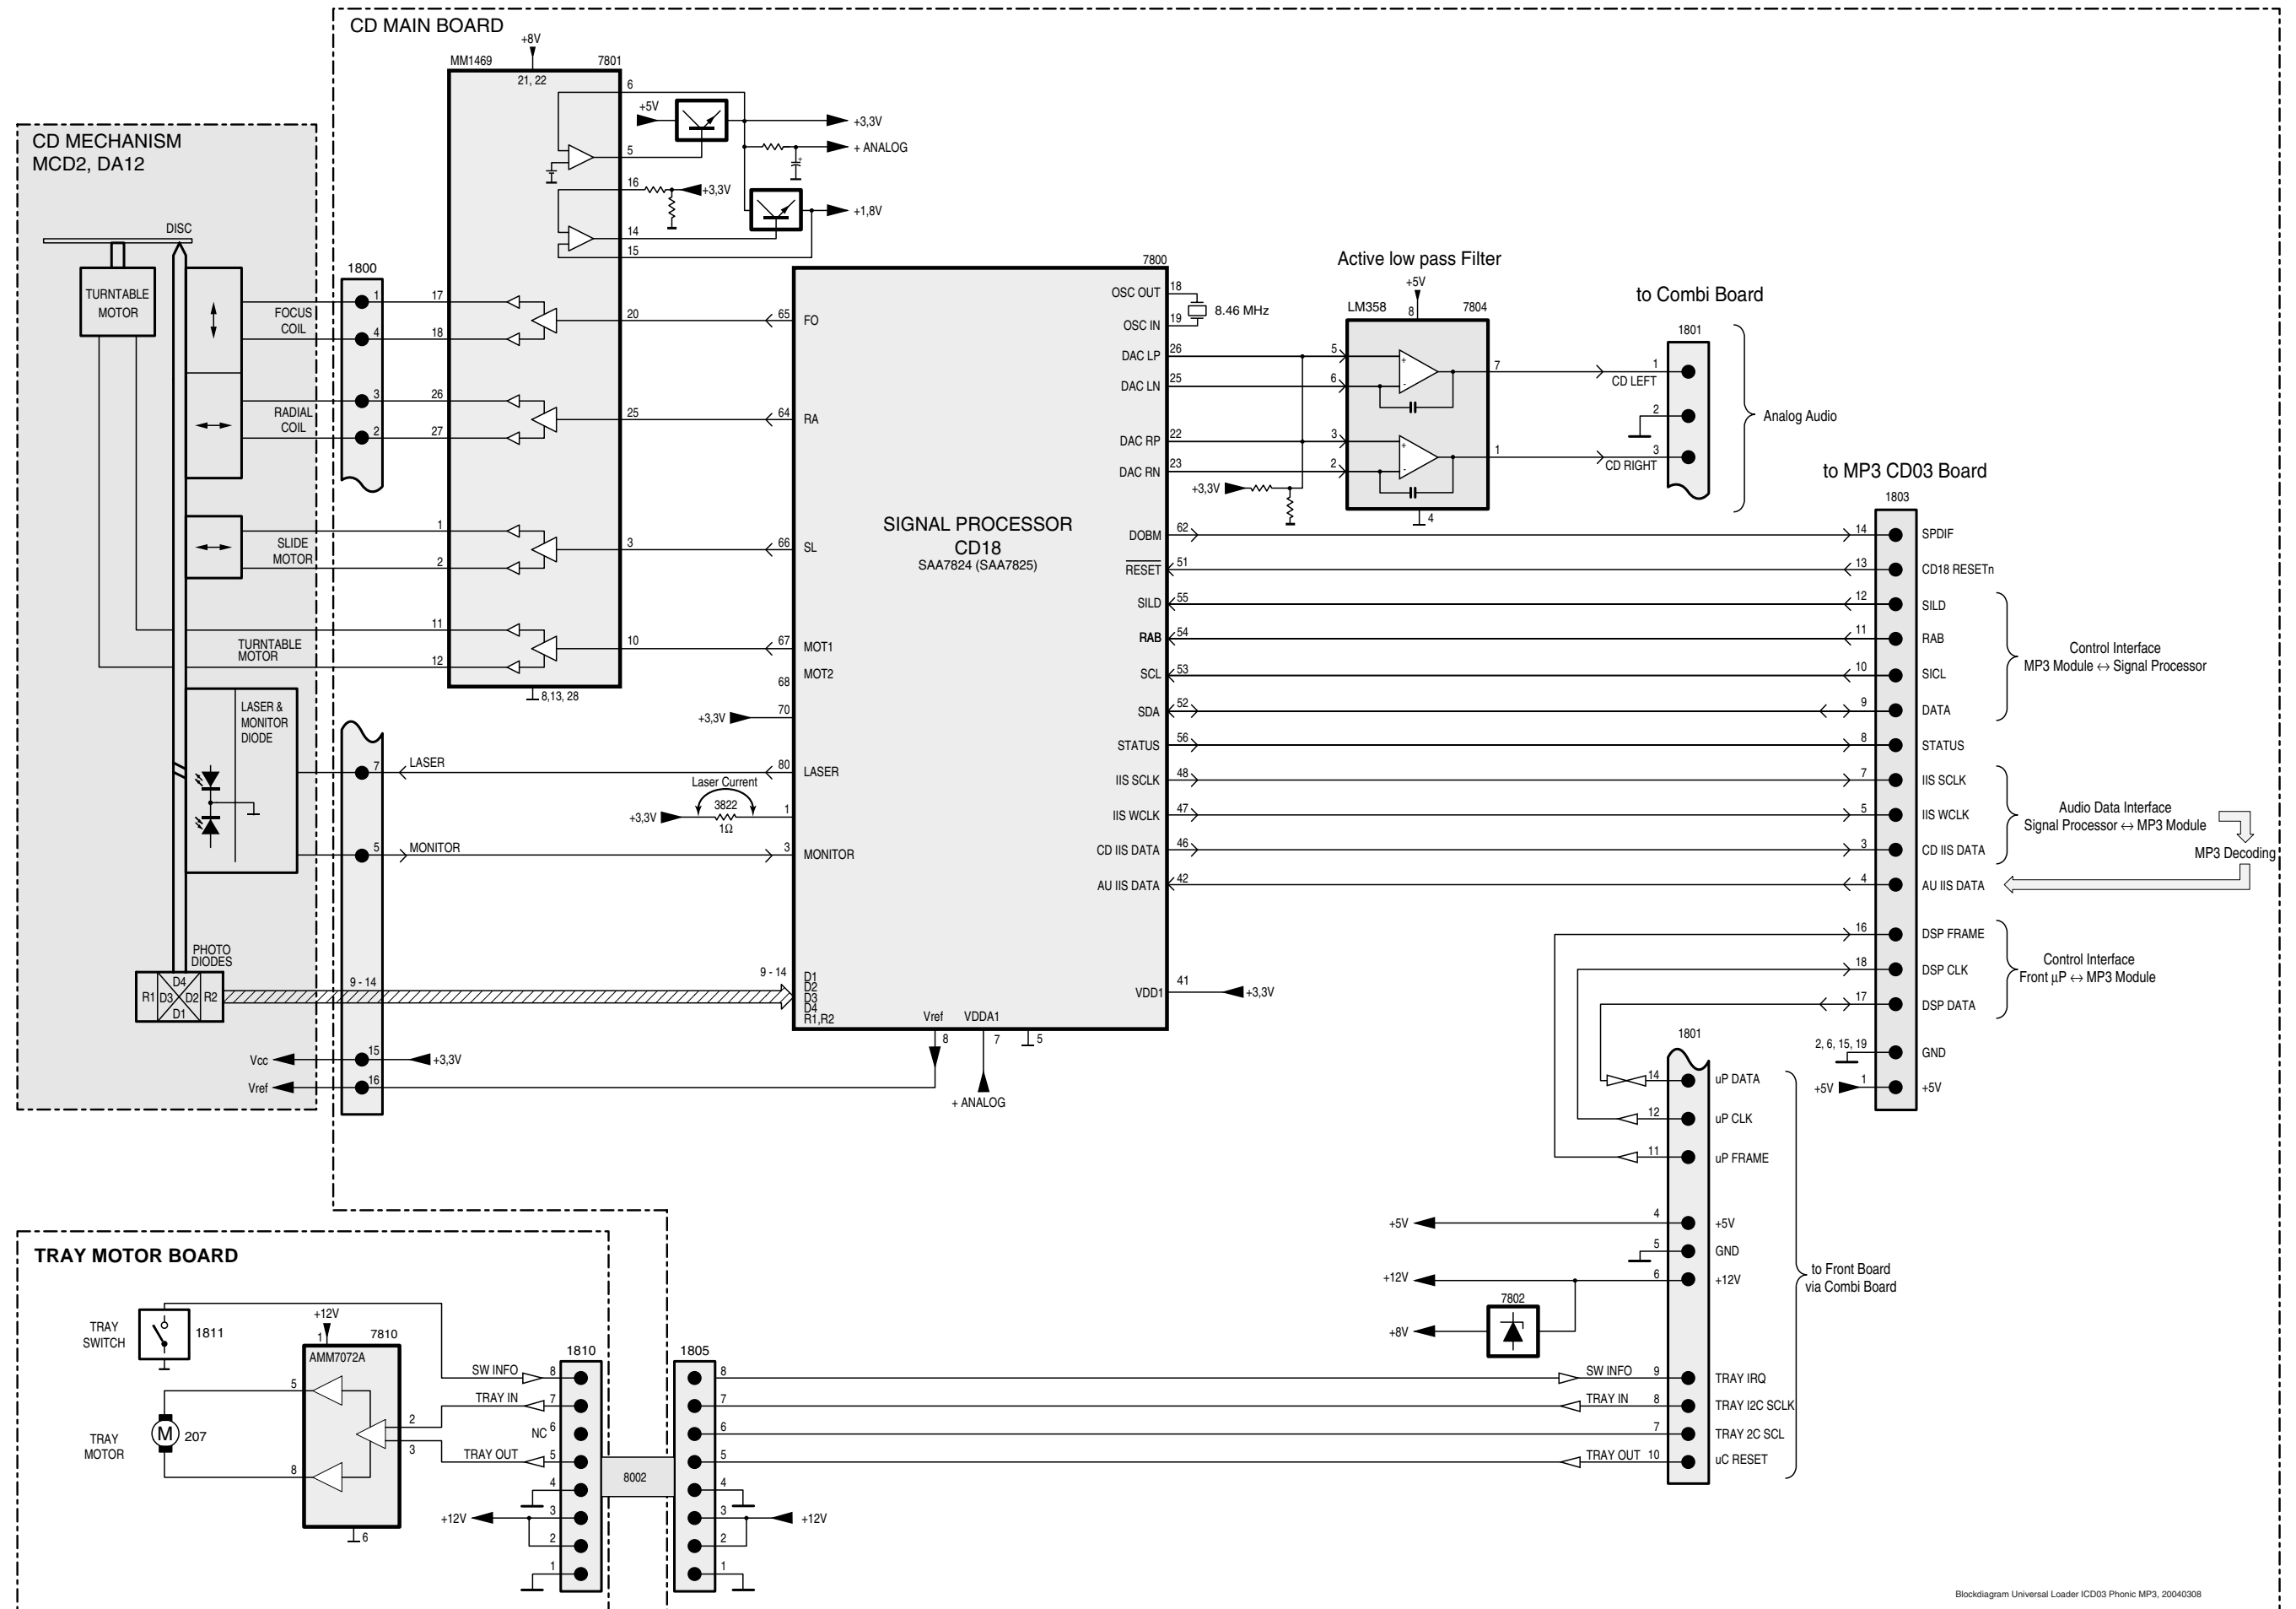 CD MAIN BOARD
+8V
MM1469
7801
21, 22
6
+5V
+3,3V
+ ANALOG
5
16
+3,3V
+1,8V
14
15
CD MECHANISM
MCD2, DA12
DISC
TURNTABLE
MOTOR
1800
1
FOCUS
COIL
4
17
18
20
65
FO
3
RADIAL
COIL
2
26
27
25
64
RA
SLIDE
MOTOR
1
2
3
66
SL
TURNTABLE
MOTOR
11
12
10
67
MOT1
MOT2
68
8,13, 28
+3,3V
70
LASER &
MONITOR
DIODE
7
LASER
80
LASER
Laser Current
3822
1Ω
+3,3V
1
5
MONITOR
3
MONITOR
PHOTO
DIODES
R1
D4
D3
D2
D1
R2
9 - 14
9 - 14
D1
D2
D3
D4
R1,R2
Vcc
15
+3,3V
Vref
16
Vref
8
VDDA1
7
5
+ ANALOG
7800
SIGNAL PROCESSOR
CD18
SAA7824 (SAA7825)
OSC OUT
18
8.46 MHz
OSC IN
19
DAC LP
26
DAC LN
25
DAC RP
22
DAC RN
23
+3,3V
DOBM
62
RESET
51
SILD
55
RAB
54
SCL
53
SDA
52
STATUS
56
IIS SCLK
48
IIS WCLK
47
CD IIS DATA
46
AU IIS DATA
42
VDD1
41
+3,3V
Active low pass Filter
+5V
LM358
8
7804
5
6
7
3
2
1
4
to Combi Board
1801
1
CD LEFT
2
3
CD RIGHT
Analog Audio
to MP3 CD03 Board
1803
14
SPDIF
13
CD18 RESETn
12
SILD
11
RAB
10
SICL
9
DATA
8
STATUS
7
IIS SCLK
5
IIS WCLK
3
CD IIS DATA
4
AU IIS DATA
16
DSP FRAME
18
DSP CLK
17
DSP DATA
2, 6, 15, 19
GND
+5V
1
+5V
Control Interface
MP3 Module ↔ Signal Processor
Audio Data Interface
Signal Processor ↔ MP3 Module
MP3 Decoding
Control Interface
Front µP ↔ MP3 Module
1801
14
uP DATA
12
uP CLK
11
uP FRAME
+5V
4
+5V
5
GND
+12V
6
+12V
7802
+8V
to Front Board
via Combi Board
SW INFO
9
TRAY IRQ
TRAY IN
8
TRAY I2C SCLK
7
TRAY 2C SCL
TRAY OUT
10
uC RESET
TRAY MOTOR BOARD
TRAY
SWITCH
1811
+12V
1
7810
AMM7072A
5
8
2
3
6
TRAY
MOTOR
M
207
1810
SW INFO
8
TRAY IN
7
NC
6
TRAY OUT
5
4
+12V
3
2
1
8002
1805
8
7
6
5
4
3
+12V
2
1
Blockdiagram Universal Loader ICD03 Phonic MP3, 20040308